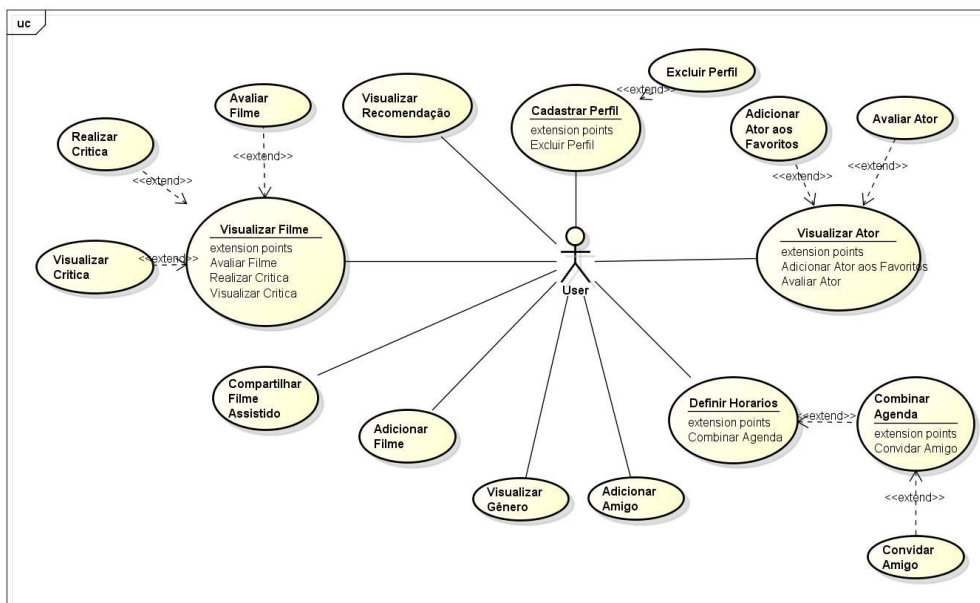 uc
Excluir Perfil
<<extend>>
Avaliar
Filme
Visualizar
Recomendação
Cadastrar Perfil
extension points
Excluir Perfil
Adicionar
Ator aos
Favoritos
Avaliar Ator
Realizar
Critica
<<extend>>
<<extend>>
<<extend>>
<<extend>>
Visualizar Filme
extension points
Avaliar Filme
Realizar Critica
Visualizar Critica
Visualizar
Critica
<<extend>>
Visualizar Ator
extension points
Adicionar Ator aos Favoritos
Avaliar Ator
User
Compartilhar
Filme
Assistido
Adicionar
Filme
Definir Horarios
extension points
Combinar Agenda
<<extend>>
Combinar
Agenda
extension points
Convidar Amigo
Visualizar
Gênero
Adicionar
Amigo
<<extend>>
Convidar
Amigo